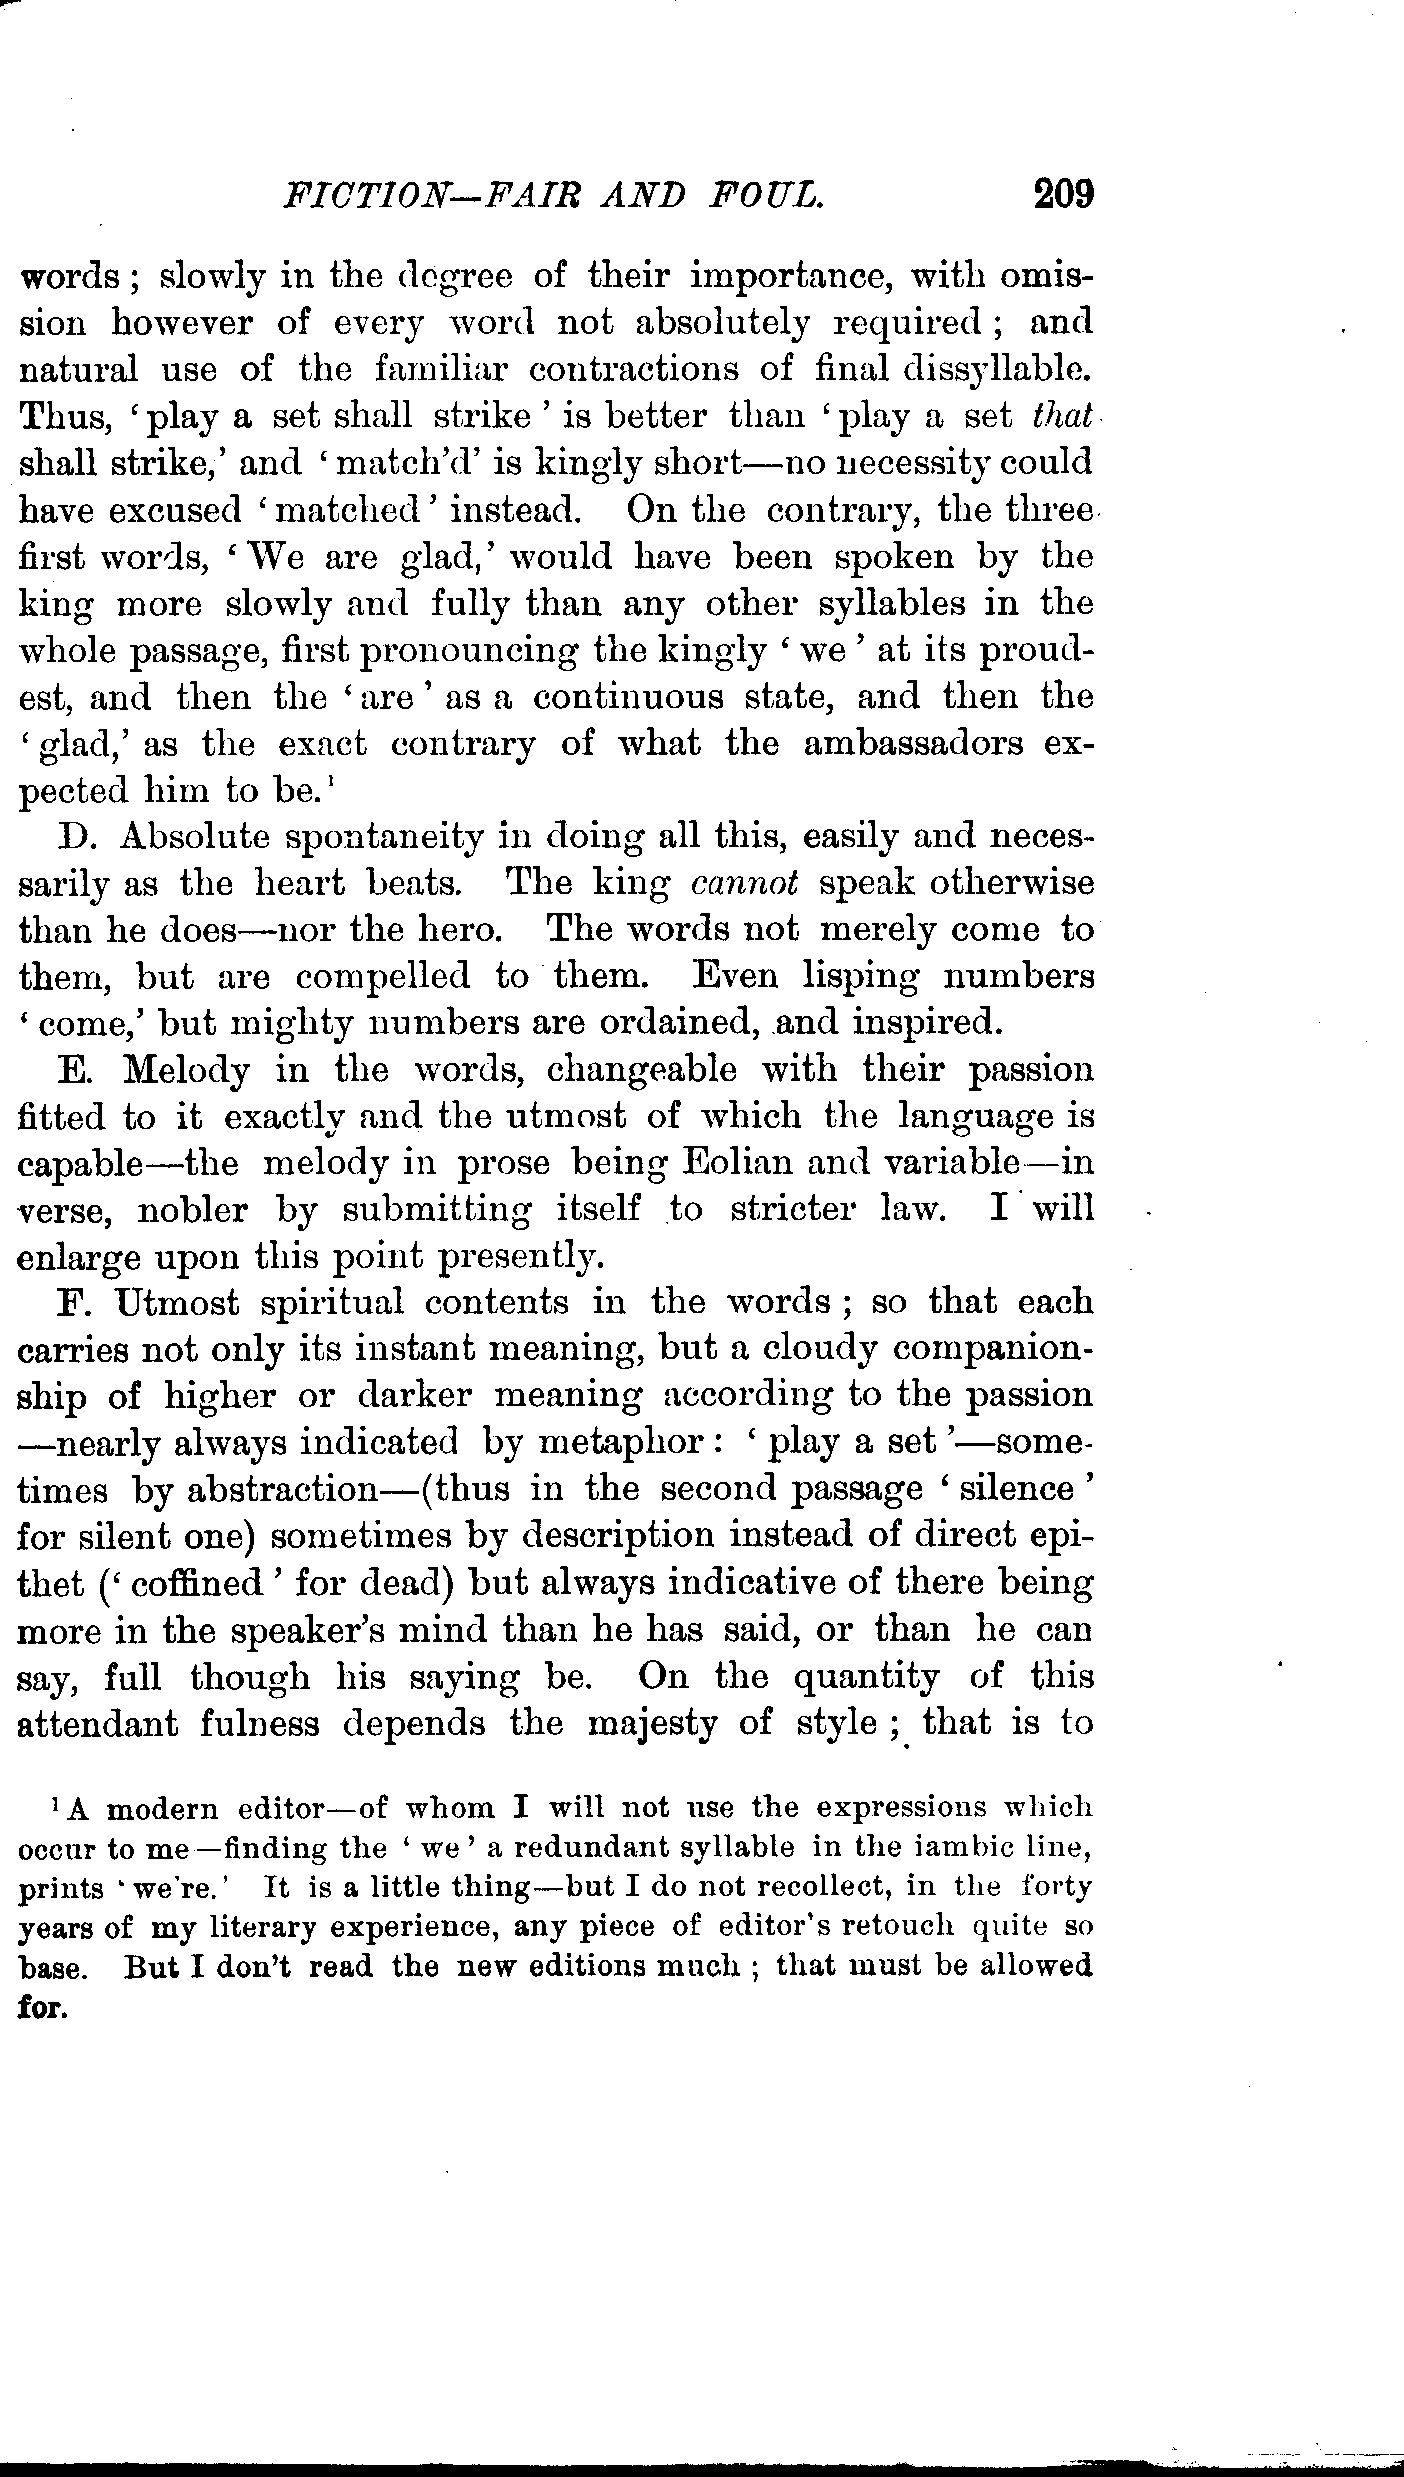 FICTION—FAIR AND FOUL. 209
words ; slowly in the degree of their importance, with omis-
sion however of every word not absolutely required ; and
natural use of the familiar contractions of final dissyllable.
Thus, ‘play a set shall strike’ is better than ‘play a set that
shall strike,’ and ‘match’d’ is kingly short—no necessity could
have excused ‘matched’ instead. On the contrary, the three
first words, ‘We are glad,’ would have been spoken by the
king more slowly and fully than any other syllables in the
whole passage, first pronouncing the kingly ‘we’ at its proud-
est, and then the ‘are’ as a continuous state, and then the
‘glad,’ as the exact contrary of what the ambassadors ex-
pected him to be.¹
D. Absolute spontaneity in doing all this, easily and neces-
sarily as the heart beats. The king cannot speak otherwise
than he does—nor the hero. The words not merely come to
them, but are compelled to them. Even lisping numbers
‘come,’ but mighty numbers are ordained, and inspired.
E. Melody in the words, changeable with their passion
fitted to it exactly and the utmost of which the language is
capable—the melody in prose being Eolian and variable—in
verse, nobler by submitting itself to stricter law. I will
enlarge upon this point presently.
F. Utmost spiritual contents in the words ; so that each
carries not only its instant meaning, but a cloudy companion-
ship of higher or darker meaning according to the passion
—nearly always indicated by metaphor : ‘play a set’—some-
times by abstraction—(thus in the second passage ‘silence’
for silent one) sometimes by description instead of direct epi-
thet (‘coffined’ for dead) but always indicative of there being
more in the speaker’s mind than he has said, or than he can
say, full though his saying be. On the quantity of this
attendant fulness depends the majesty of style ; that is to
¹ A modern editor—of whom I will not use the expressions which
occur to me—finding the ‘we’ a redundant syllable in the iambic line,
prints ‘we’re.’ It is a little thing—but I do not recollect, in the forty
years of my literary experience, any piece of editor’s retouch quite so
base. But I don’t read the new editions much ; that must be allowed
for.